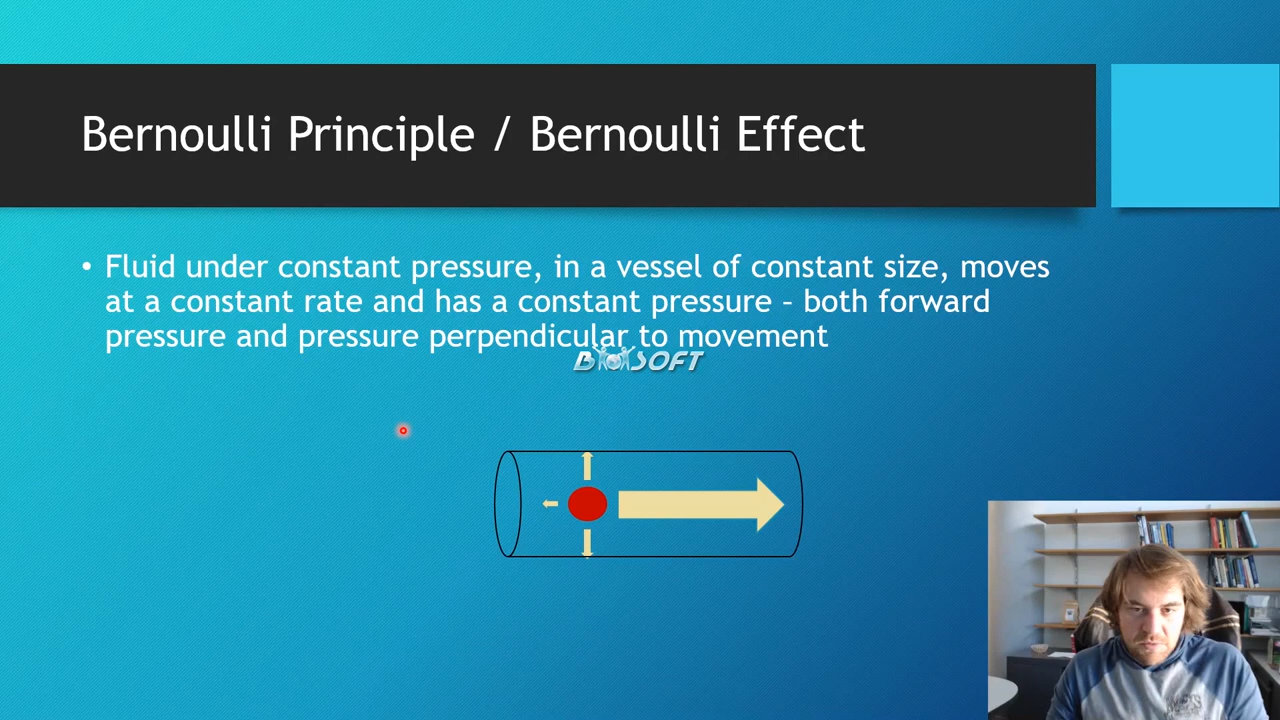 Bernoulli Principle / Bernoulli Effect
• Fluid under constant pressure, in a vessel of constant size, moves
at a constant rate and has a constant pressure – both forward
pressure and pressure perpendicular to movement
BIOSOFT